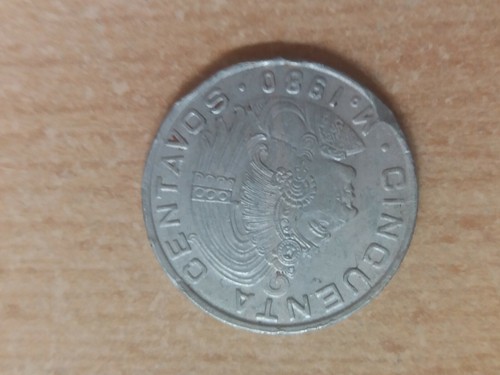 CINCUENTA CENTAVOS ·
M·1980 ·